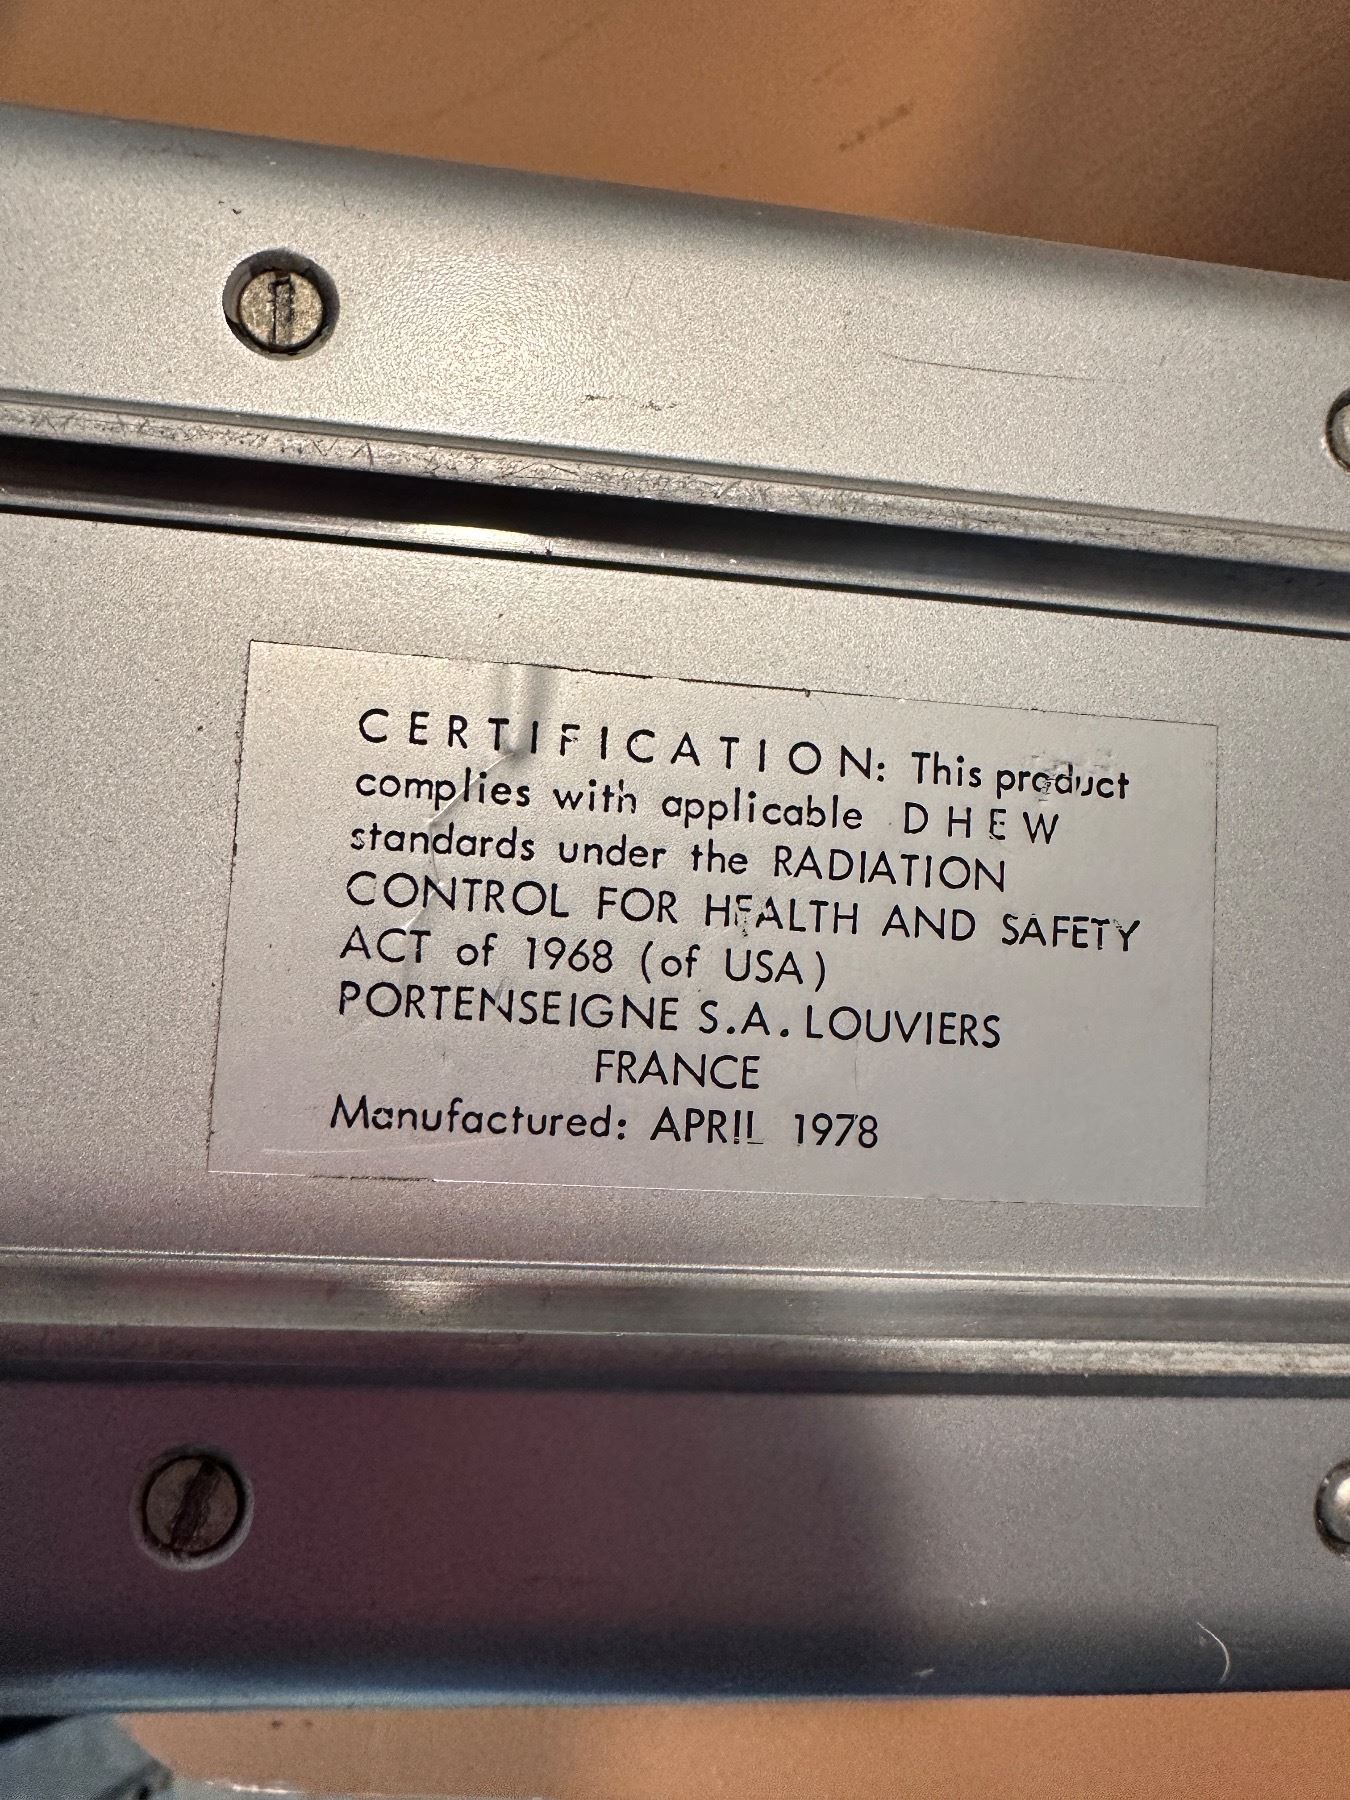 CERTIFICATION: This product
complies with applicable DHEW
standards under the RADIATION
CONTROL FOR HEALTH AND SAFETY
ACT of 1968 (of USA)
PORTENSEIGNE S.A. LOUVIERS
FRANCE
Manufactured: APRIL 1978